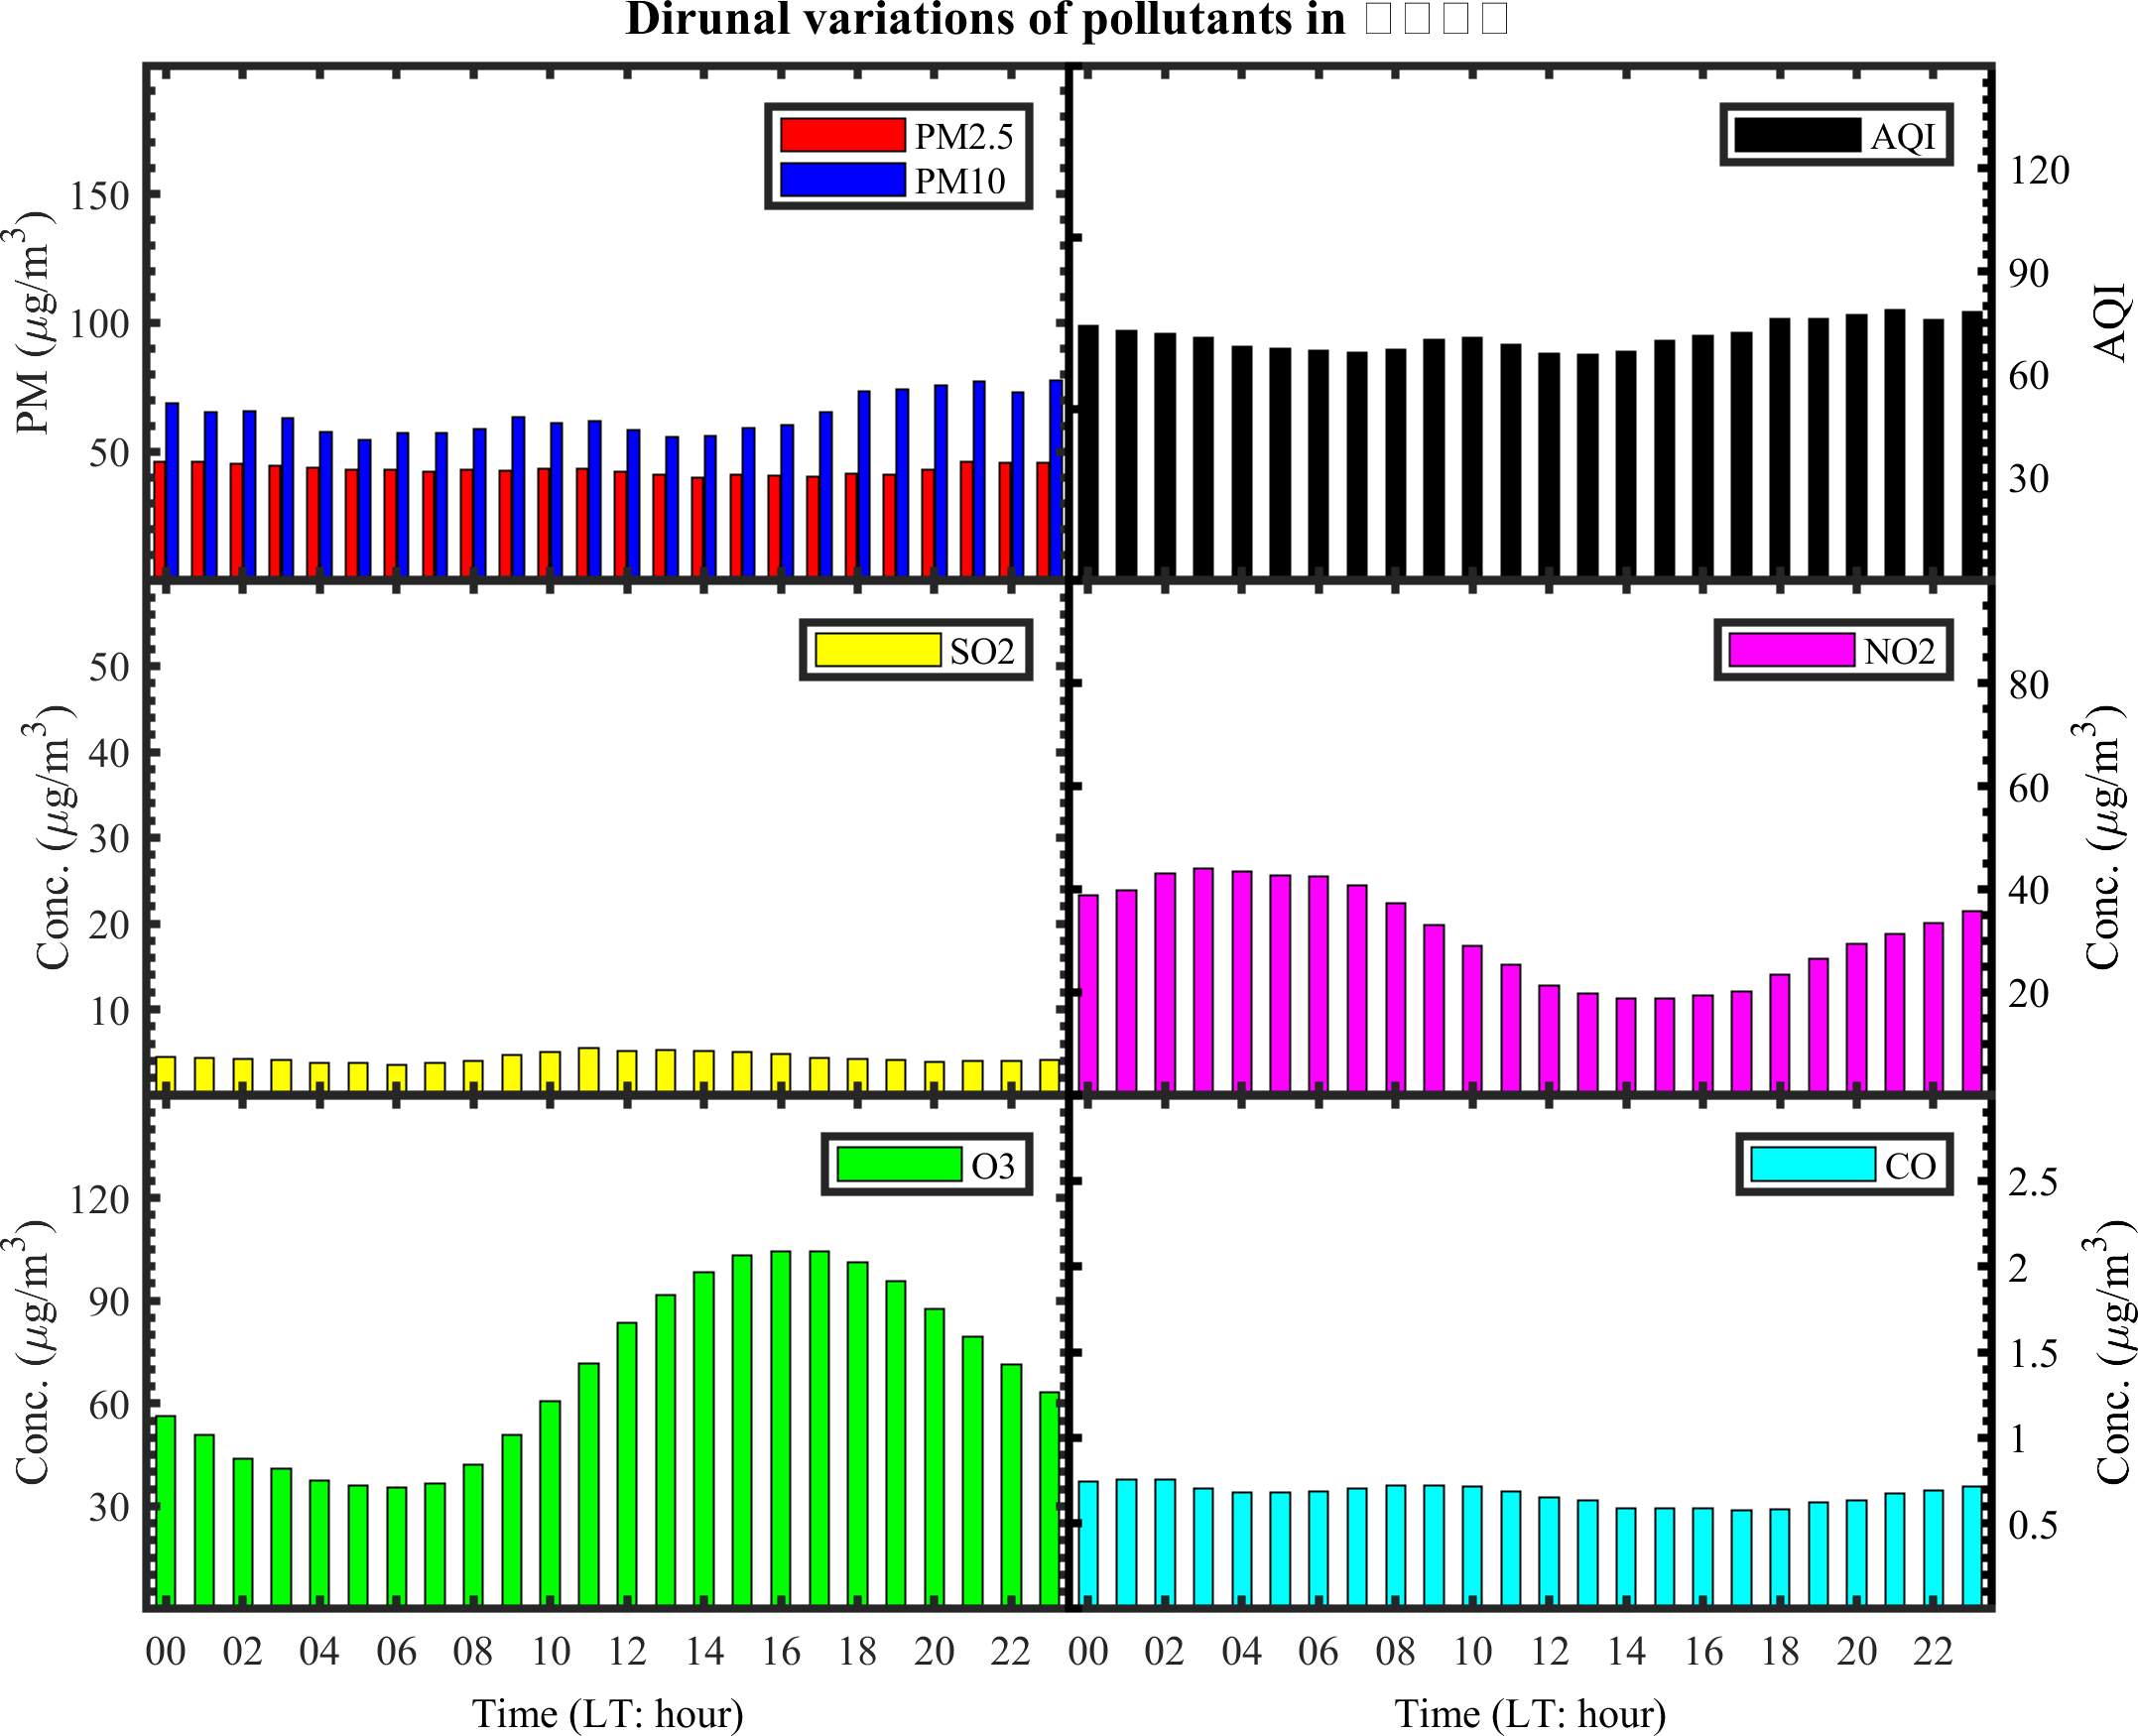 Dirunal variations of pollutants in □□□□
PM2.5
PM10
150
100
50
PM (μg/m³)
AQI
120
90
60
30
AQI
SO2
50
40
30
20
10
Conc. (μg/m³)
NO2
80
60
40
20
Conc. (μg/m³)
O3
120
90
60
30
Conc. (μg/m³)
CO
2.5
2
1.5
1
0.5
Conc. (μg/m³)
00 02 04 06 08 10 12 14 16 18 20 22
00 02 04 06 08 10 12 14 16 18 20 22
Time (LT: hour)
Time (LT: hour)